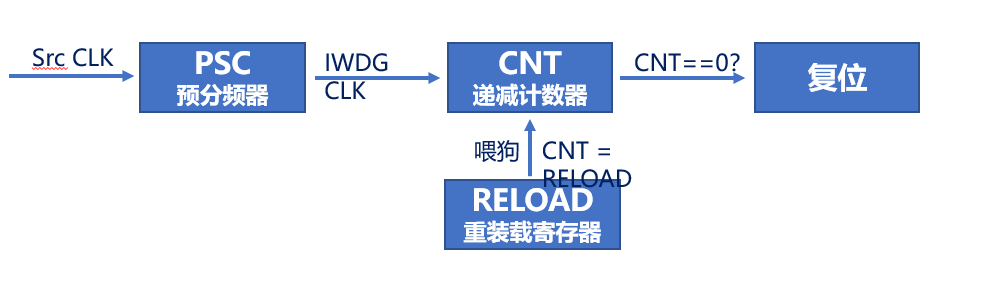 Src CLK
PSC
预分频器
IWDG
CLK
CNT
递减计数器
CNT==0?
复位
喂狗
CNT =
RELOAD
RELOAD
重装载寄存器